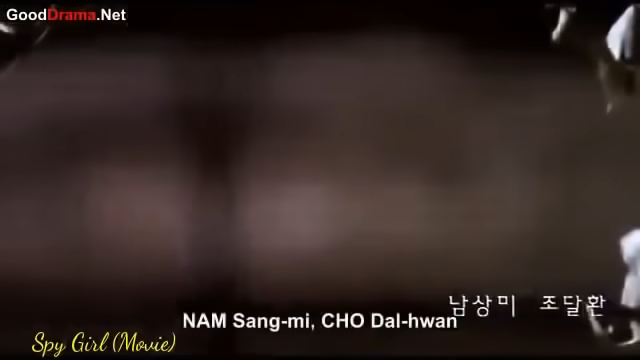 GoodDrama.Net
남상미 조달환
NAM Sang-mi, CHO Dal-hwan
Spy Girl (Movie)